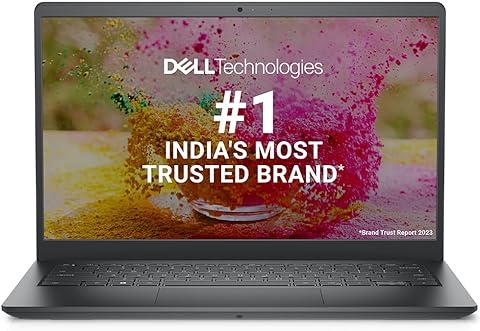 DELLTechnologies
#1
INDIA'S MOST
TRUSTED BRAND*
*Brand Trust Report 2023